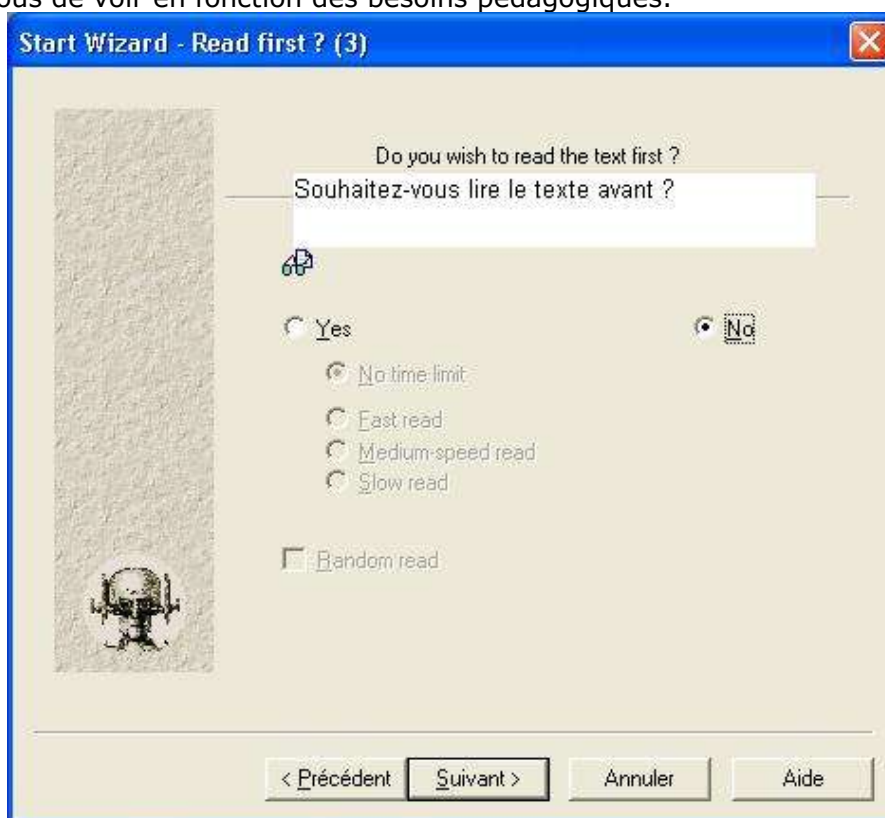 ous de voir en fonction des besoins pédagogiques.
Start Wizard - Read first ? (3)
Do you wish to read the text first ?
Souhaitez-vous lire le texte avant ?
Yes No
No time limit
Fast read
Medium-speed read
Slow read
Random read
< Précédent Suivant > Annuler Aide